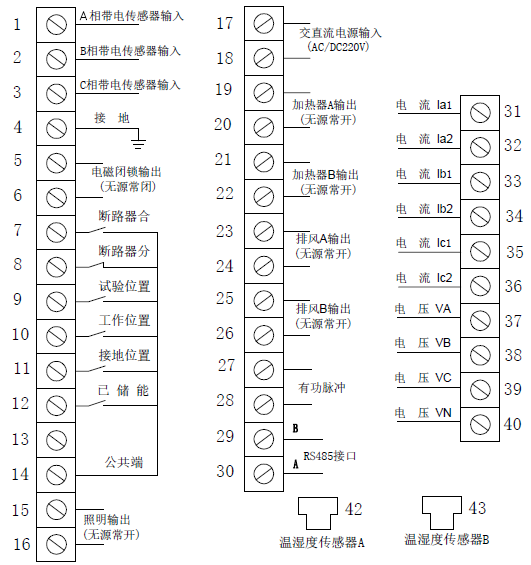 1 A相带电传感器输入
2 B相带电传感器输入
3 C相带电传感器输入
4 接 地
5
电磁闭锁输出
(无源常闭)
6
7 断路器合
8 断路器分
9 试验位置
10 工作位置
11 接地位置
12 已 储 能
13
14 公共端
15
照明输出
(无源常开)
16
17
交直流电源输入
(AC/DC220V)
18
19
加热器A输出
(无源常开)
20
21
加热器B输出
(无源常开)
22
23
排风A输出
(无源常开)
24
25
排风B输出
(无源常开)
26
27
有功脉冲
28
29 B
RS485接口
30 A
电 流 Ia1 31
电 流 Ia2 32
电 流 Ib1 33
电 流 Ib2 34
电 流 Ic1 35
电 流 Ic2 36
电 压 VA 37
电 压 VB 38
电 压 VC 39
电 压 VN 40
42
温湿度传感器A
43
温湿度传感器B